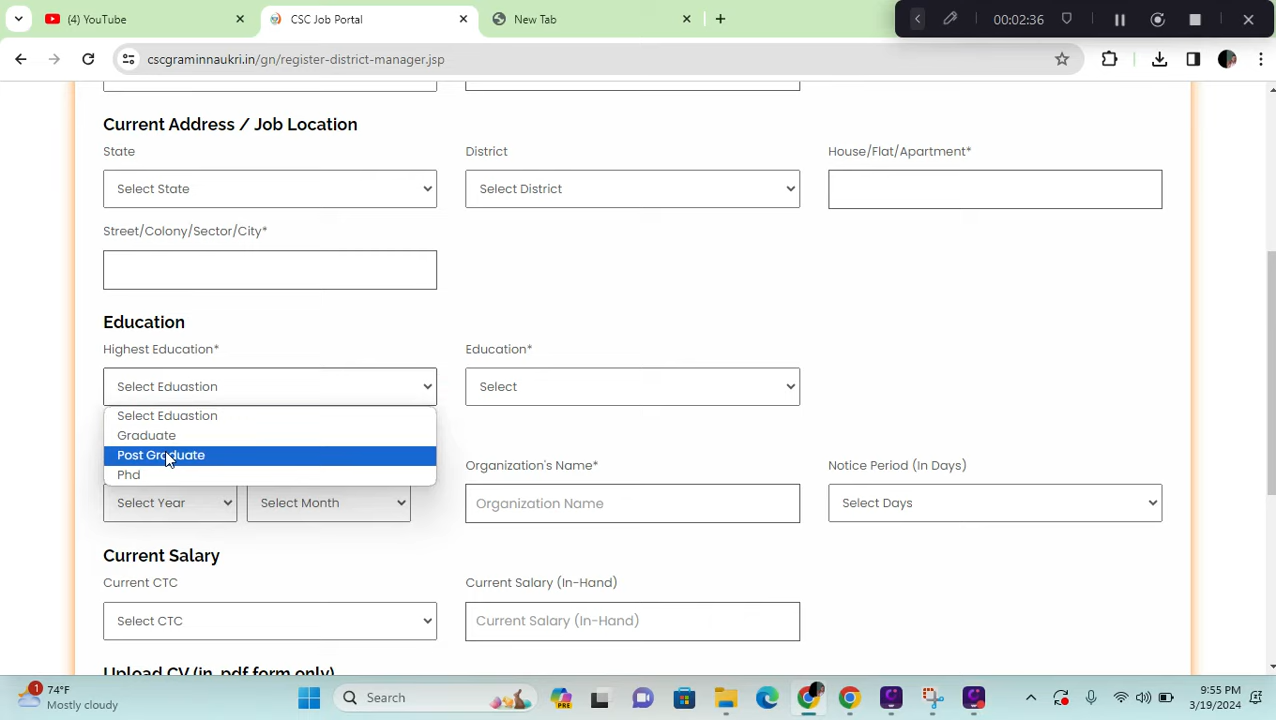 (4) YouTube
CSC Job Portal
New Tab
00:02:36
cscgraminnaukri.in/gn/register-district-manager.jsp
Current Address / Job Location
State
District
House/Flat/Apartment*
Select State
Select District
Street/Colony/Sector/City*
Education
Highest Education*
Education*
Select Eduastion
Select
Select Eduastion
Graduate
Post Graduate
Phd
Organization's Name*
Notice Period (In Days)
Select Year
Select Month
Organization Name
Select Days
Current Salary
Current CTC
Current Salary (In-Hand)
Select CTC
Current Salary (In-Hand)
Upload CV (in .pdf form only)
1
74°F
Mostly cloudy
Search
PRE
9:55 PM
3/19/2024